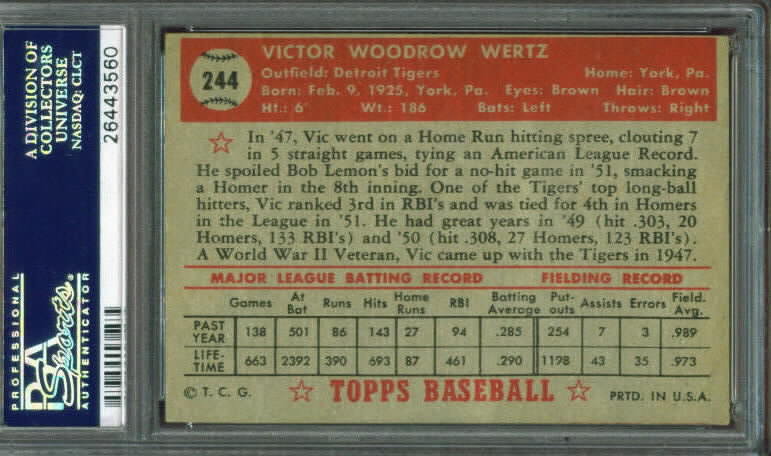 A DIVISION OF
COLLECTORS
UNIVERSE
NASDAQ: CLCT
26443560
PROFESSIONAL
PSA
Sports
AUTHENTICATOR
244
VICTOR WOODROW WERTZ
Outfield: Detroit Tigers Home: York, Pa.
Born: Feb. 9, 1925, York, Pa. Eyes: Brown Hair: Brown
Ht.: 6' Wt.: 186 Bats: Left Throws: Right
In '47, Vic went on a Home Run hitting spree, clouting 7
in 5 straight games, tying an American League Record.
He spoiled Bob Lemon's bid for a no-hit game in '51, smacking
a Homer in the 8th inning. One of the Tigers' top long-ball
hitters, Vic ranked 3rd in RBI's and was tied for 4th in Homers
in the League in '51. He had great years in '49 (hit .303, 20
Homers, 133 RBI's) and '50 (hit .308, 27 Homers, 123 RBI's).
A World War II Veteran, Vic came up with the Tigers in 1947.
MAJOR LEAGUE BATTING RECORD FIELDING RECORD
Games At Bat Runs Hits Home Runs RBI Batting Average Put-outs Assists Errors Field. Avg.
PAST YEAR 138 501 86 143 27 94 .285 254 7 3 .989
LIFE-TIME 663 2392 390 693 87 461 .290 1198 43 35 .973
© T. C. G. TOPPS BASEBALL PRTD. IN U.S.A.